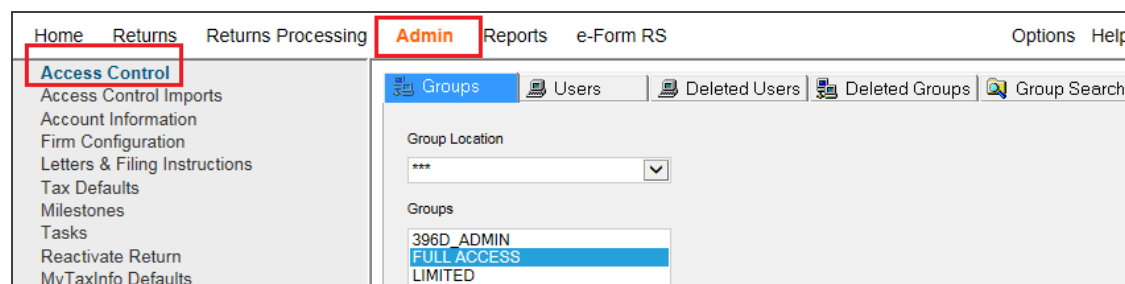 Home Returns Returns Processing Admin Reports e-Form RS Options Help
Access Control
Access Control Imports
Account Information
Firm Configuration
Letters & Filing Instructions
Tax Defaults
Milestones
Tasks
Reactivate Return
MyTaxInfo Defaults
Groups Users Deleted Users Deleted Groups Group Search
Group Location
***
Groups
396D_ADMIN
FULL ACCESS
LIMITED